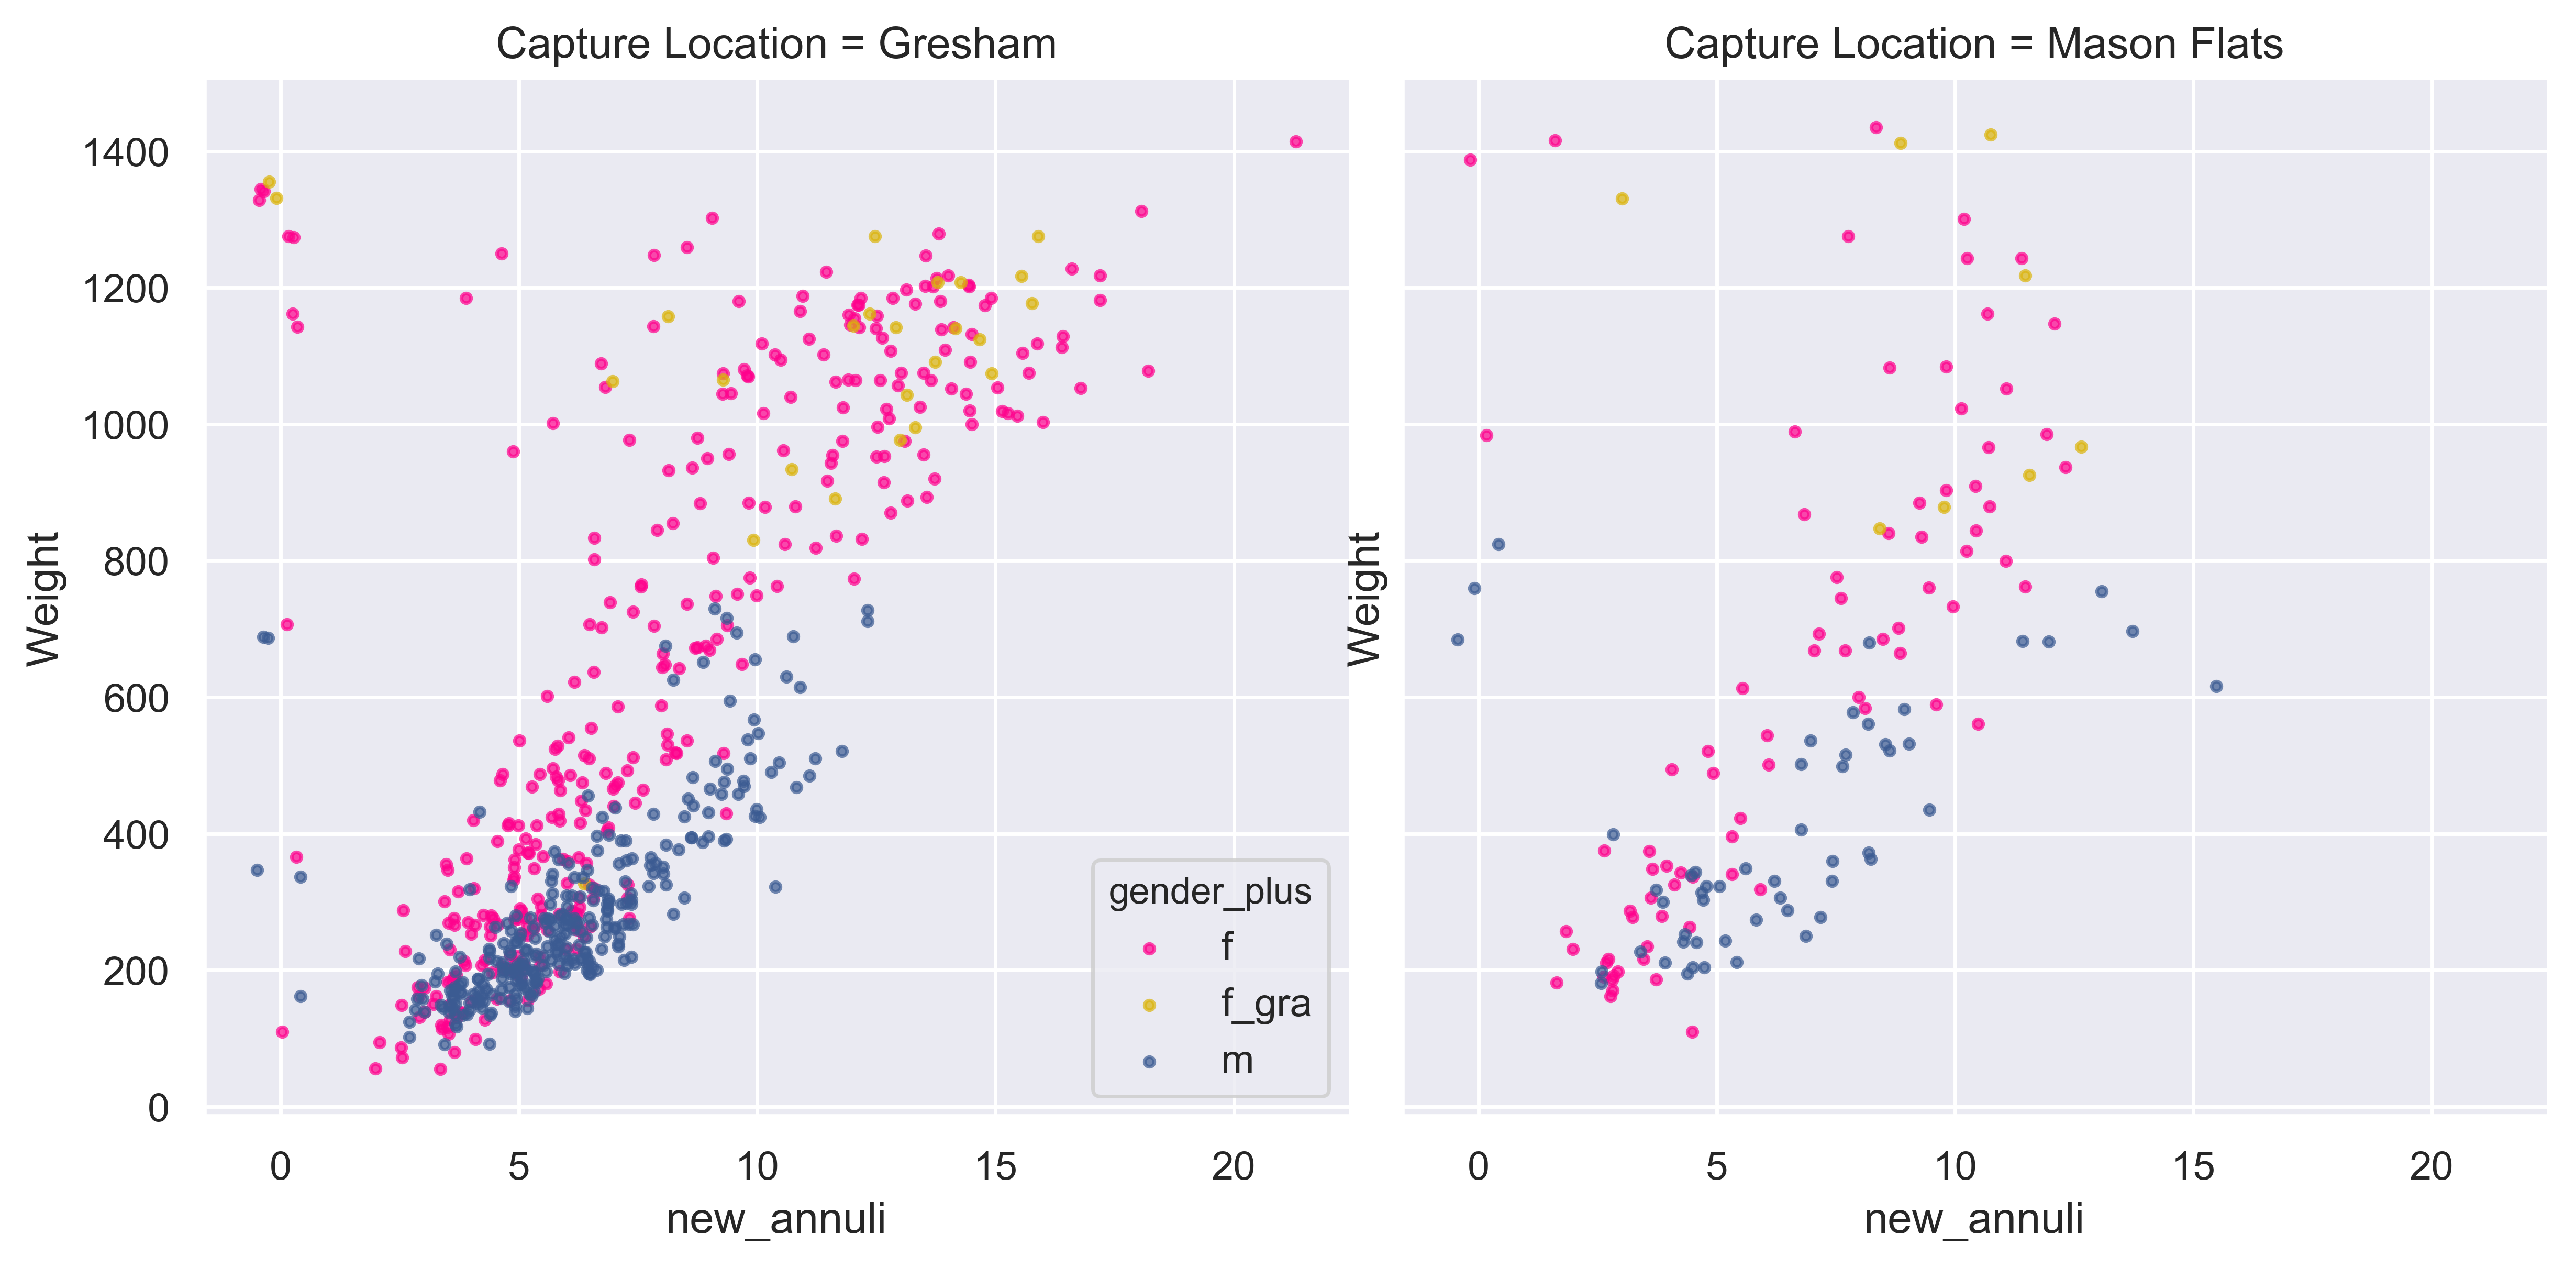 Capture Location = Gresham
Capture Location = Mason Flats
1400
1200
1000
800
600
400
200
0
Weight
Weight
gender_plus
f
f_gra
m
0 5 10 15 20
0 5 10 15 20
new_annuli
new_annuli